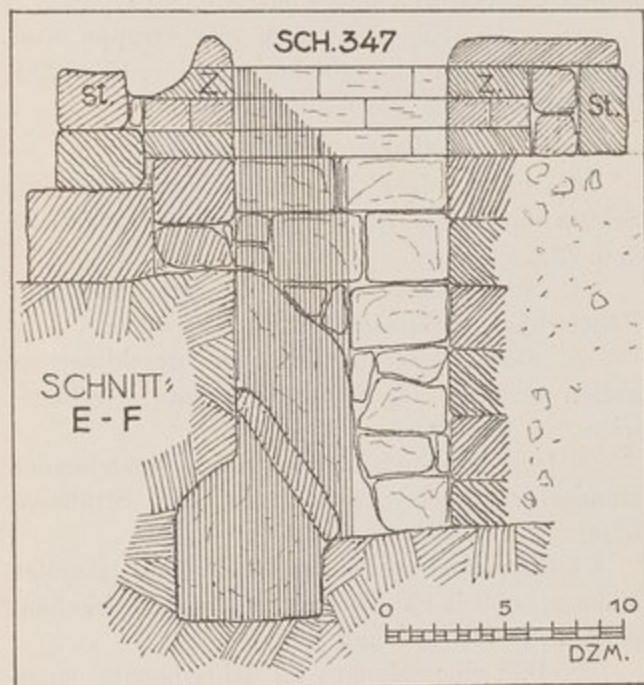 SCH.347
St. Z. Z. St.
SCHNITT:
E - F
0 5 10
DZM.